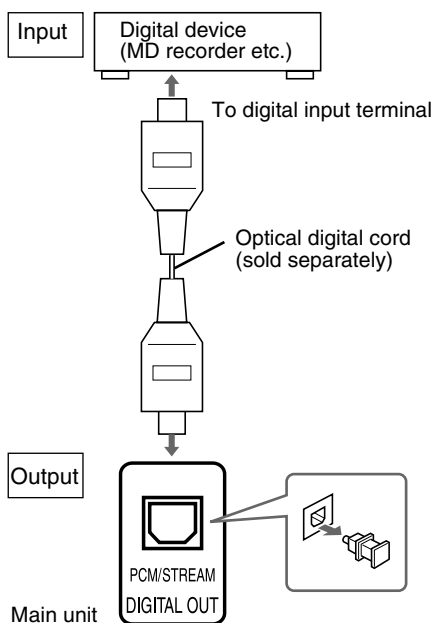 Input
Digital device
(MD recorder etc.)
To digital input terminal
Optical digital cord
(sold separately)
Output
PCM/STREAM
DIGITAL OUT
Main unit